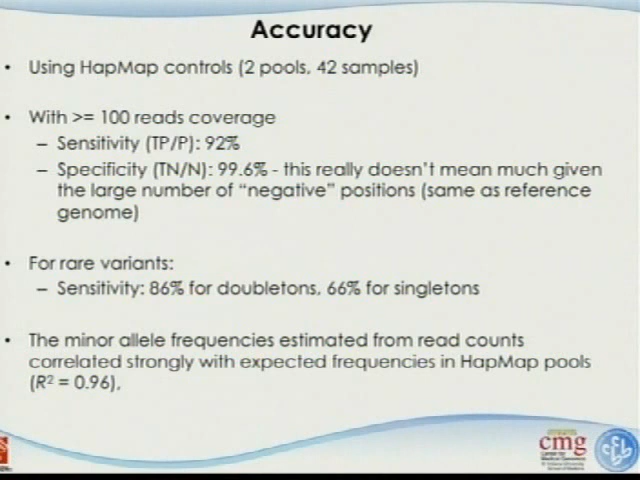 Accuracy
• Using HapMap controls (2 pools, 42 samples)
• With >= 100 reads coverage
– Sensitivity (TP/P): 92%
– Specificity (TN/N): 99.6% - this really doesn't mean much given
the large number of "negative" positions (same as reference
genome)
• For rare variants:
– Sensitivity: 86% for doubletons, 66% for singletons
• The minor allele frequencies estimated from read counts
correlated strongly with expected frequencies in HapMap pools
(R² = 0.96).
cmg